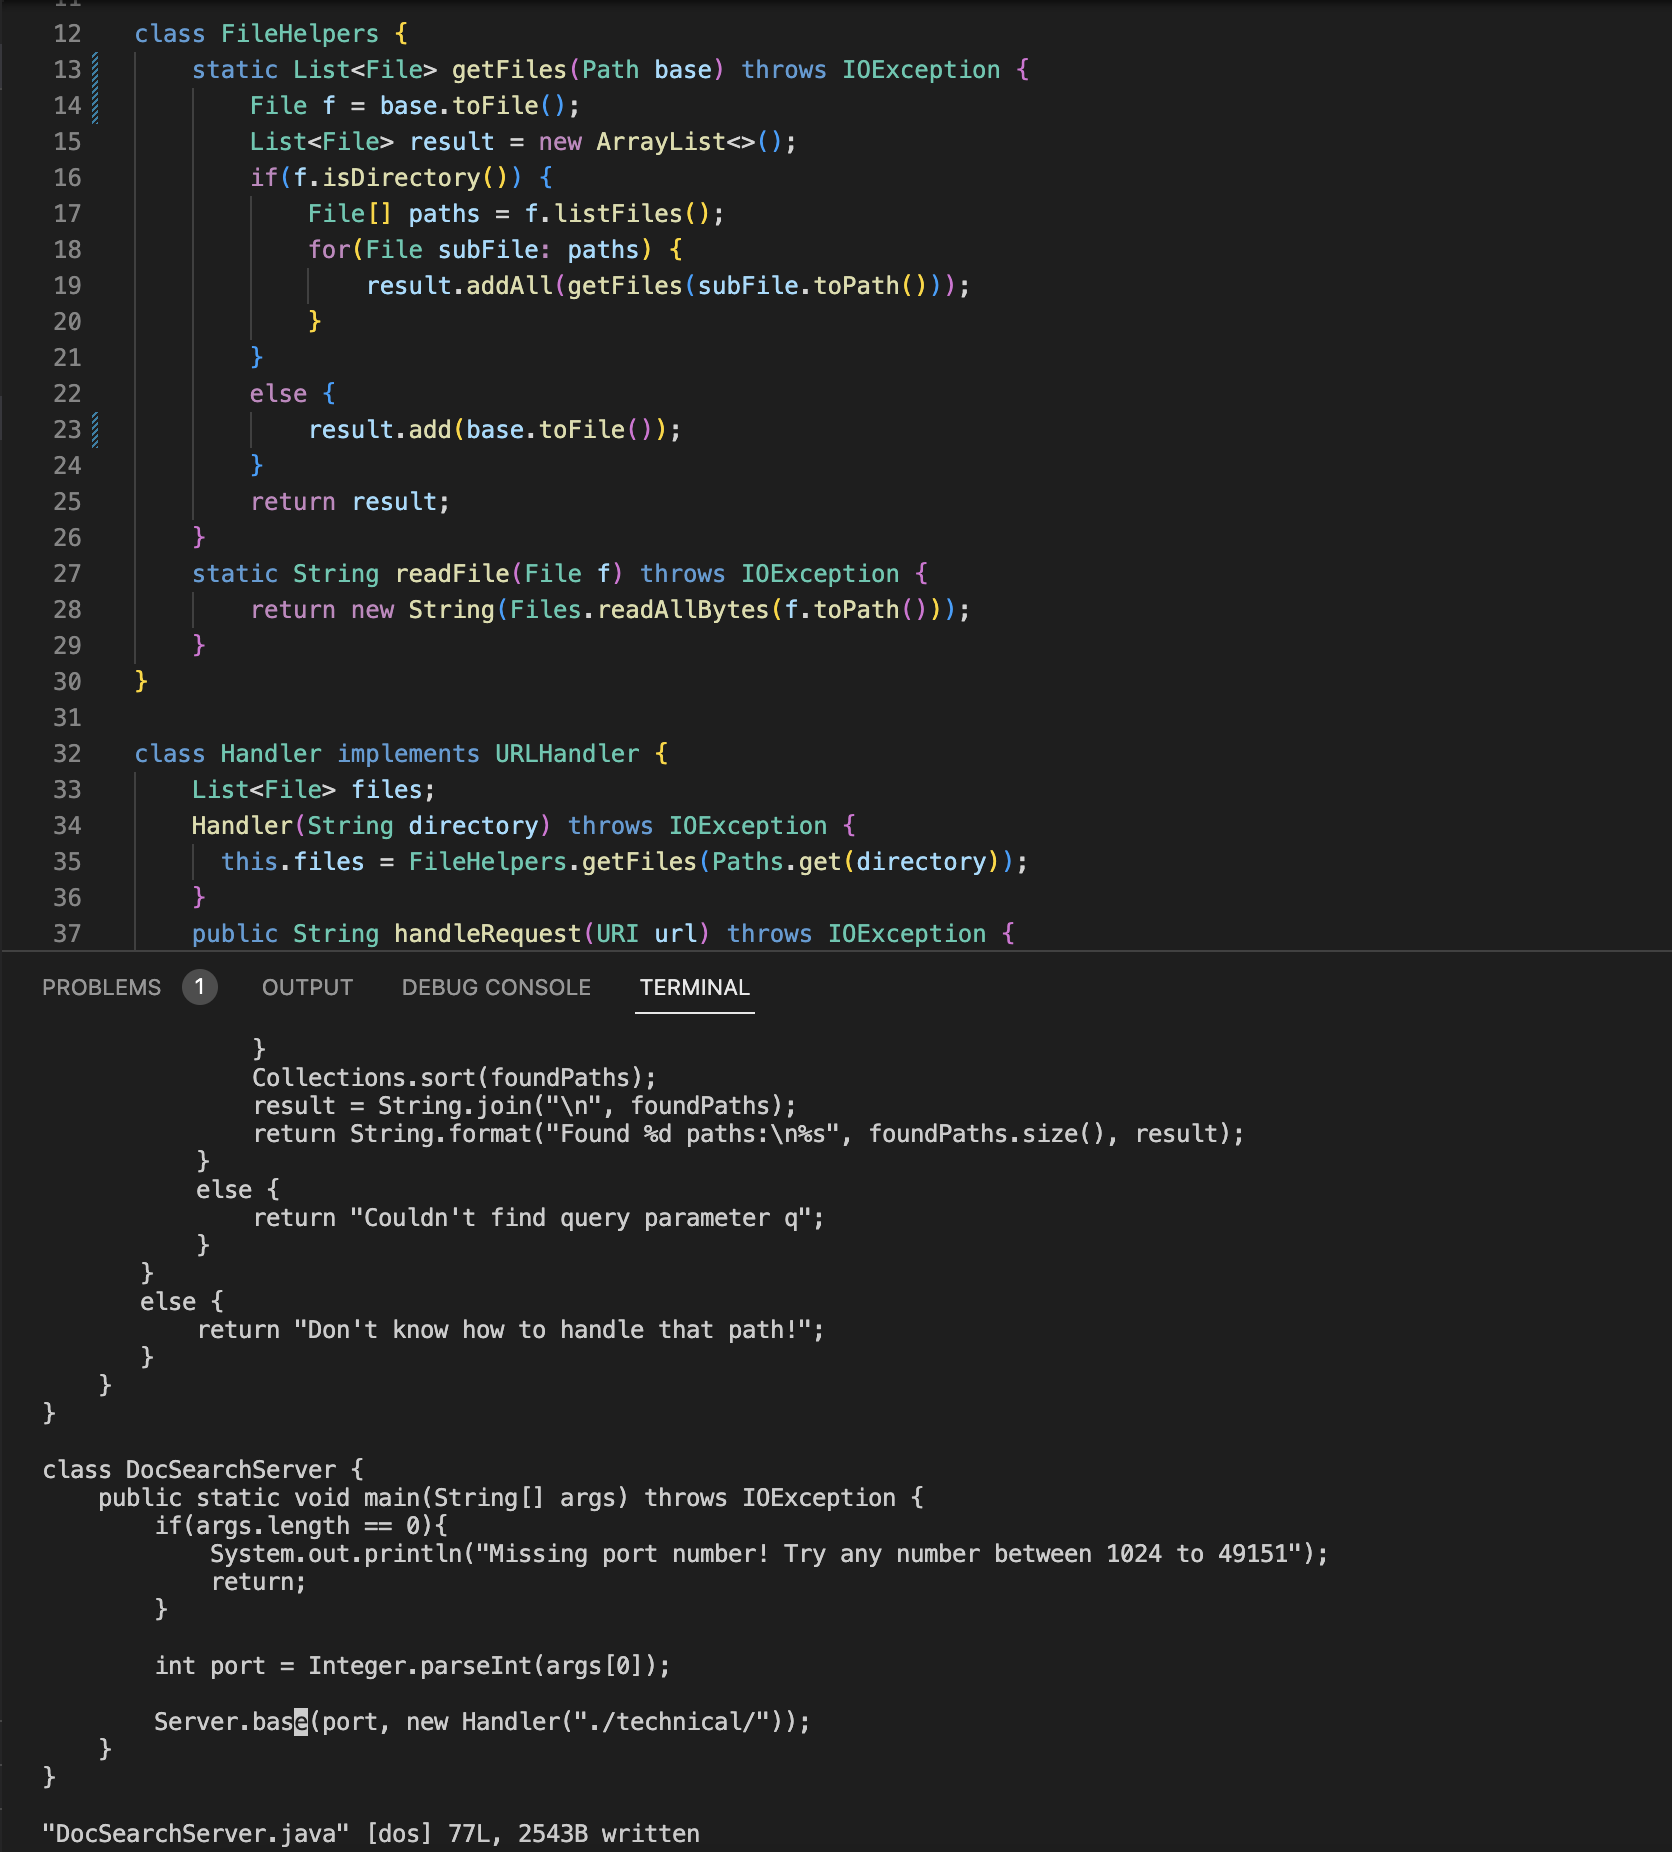 11
12 class FileHelpers {
13 static List<File> getFiles(Path base) throws IOException {
14 File f = base.toFile();
15 List<File> result = new ArrayList<>();
16 if(f.isDirectory()) {
17 File[] paths = f.listFiles();
18 for(File subFile: paths) {
19 result.addAll(getFiles(subFile.toPath()));
20 }
21 }
22 else {
23 result.add(base.toFile());
24 }
25 return result;
26 }
27 static String readFile(File f) throws IOException {
28 return new String(Files.readAllBytes(f.toPath()));
29 }
30 }
31
32 class Handler implements URLHandler {
33 List<File> files;
34 Handler(String directory) throws IOException {
35 this.files = FileHelpers.getFiles(Paths.get(directory));
36 }
37 public String handleRequest(URI url) throws IOException {
PROBLEMS 1 OUTPUT DEBUG CONSOLE TERMINAL
}
Collections.sort(foundPaths);
result = String.join("\n", foundPaths);
return String.format("Found %d paths:\n%s", foundPaths.size(), result);
}
else {
return "Couldn't find query parameter q";
}
}
else {
return "Don't know how to handle that path!";
}
}
}
class DocSearchServer {
public static void main(String[] args) throws IOException {
if(args.length == 0){
System.out.println("Missing port number! Try any number between 1024 to 49151");
return;
}
int port = Integer.parseInt(args[0]);
Server.base(port, new Handler("./technical/"));
}
}
"DocSearchServer.java" [dos] 77L, 2543B written